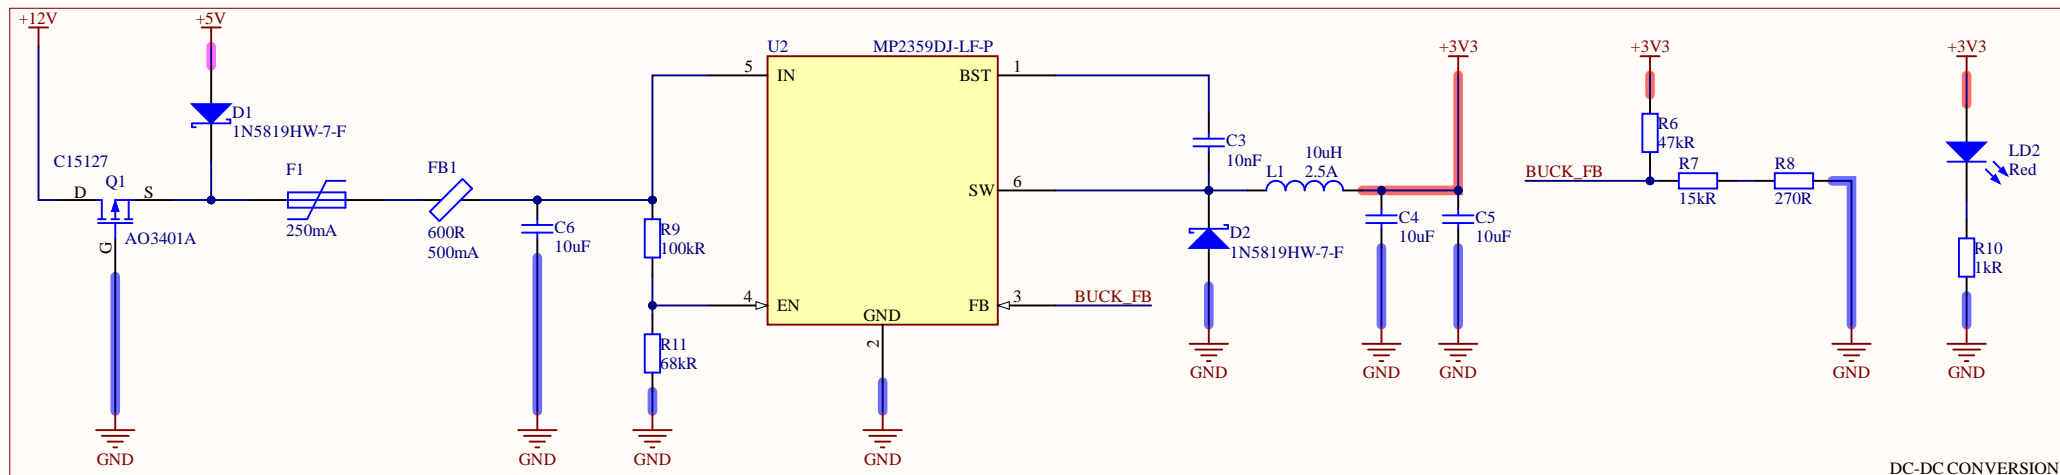 +12V
+5V
D1
1N5819HW-7-F
C15127
Q1
D
S
G
AO3401A
GND
F1
250mA
FB1
600R
500mA
C6
10uF
GND
R9
100kR
R11
68kR
GND
U2
MP2359DJ-LF-P
5
IN
BST
1
SW
6
4
EN
FB
3
GND
2
GND
BUCK_FB
C3
10nF
10uH
L1
2.5A
D2
1N5819HW-7-F
GND
+3V3
C4
10uF
GND
C5
10uF
GND
+3V3
R6
47kR
BUCK_FB
R7
15kR
R8
270R
GND
+3V3
LD2
Red
R10
1kR
GND
DC-DC CONVERSION